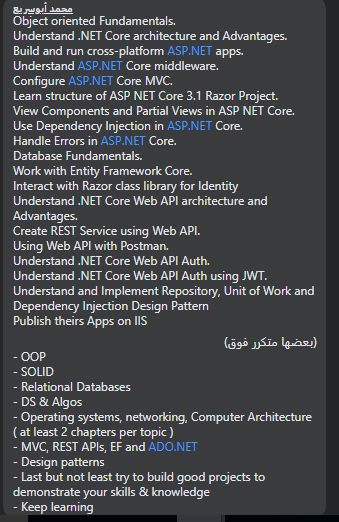 محمد أبوسريع
Object oriented Fundamentals.
Understand .NET Core architecture and Advantages.
Build and run cross-platform ASP.NET apps.
Understand ASP.NET Core middleware.
Configure ASP.NET Core MVC.
Learn structure of ASP NET Core 3.1 Razor Project.
View Components and Partial Views in ASP NET Core.
Use Dependency Injection in ASP.NET Core.
Handle Errors in ASP.NET Core.
Database Fundamentals.
Work with Entity Framework Core.
Interact with Razor class library for Identity
Understand .NET Core Web API architecture and
Advantages.
Create REST Service using Web API.
Using Web API with Postman.
Understand .NET Core Web API Auth.
Understand .NET Core Web API Auth using JWT.
Understand and Implement Repository, Unit of Work and
Dependency Injection Design Pattern
Publish theirs Apps on IIS
(بعضها متكرر فوق)
- OOP
- SOLID
- Relational Databases
- DS & Algos
- Operating systems, networking, Computer Architecture
( at least 2 chapters per topic )
- MVC, REST APIs, EF and ADO.NET
- Design patterns
- Last but not least try to build good projects to
demonstrate your skills & knowledge
- Keep learning